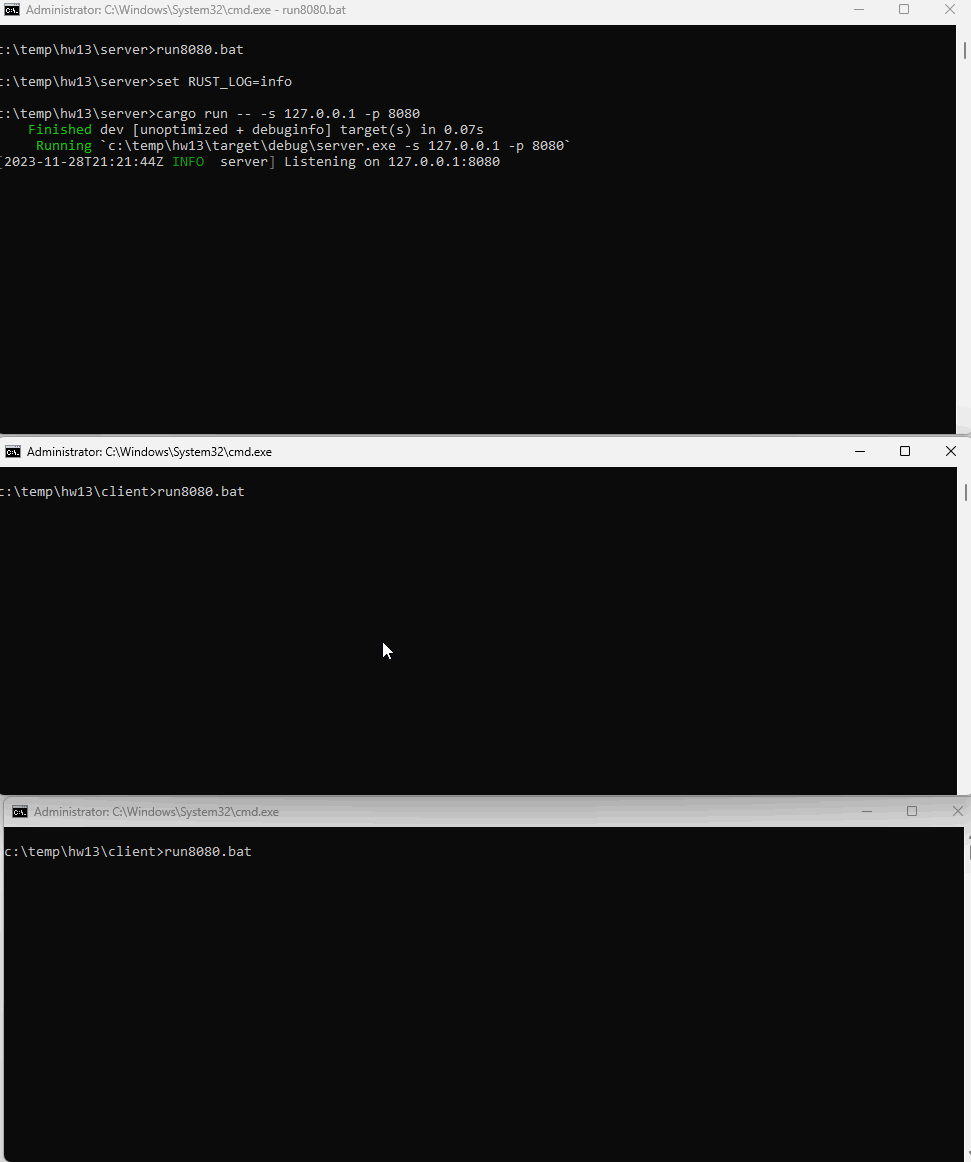 Administrator: C:\Windows\System32\cmd.exe - run8080.bat
:\temp\hw13\server>run8080.bat
:\temp\hw13\server>set RUST_LOG=info
:\temp\hw13\server>cargo run -- -s 127.0.0.1 -p 8080
Finished dev [unoptimized + debuginfo] target(s) in 0.07s
Running `c:\temp\hw13\target\debug\server.exe -s 127.0.0.1 -p 8080`
[2023-11-28T21:21:44Z INFO  server] Listening on 127.0.0.1:8080
Administrator: C:\Windows\System32\cmd.exe
:\temp\hw13\client>run8080.bat
Administrator: C:\Windows\System32\cmd.exe
c:\temp\hw13\client>run8080.bat